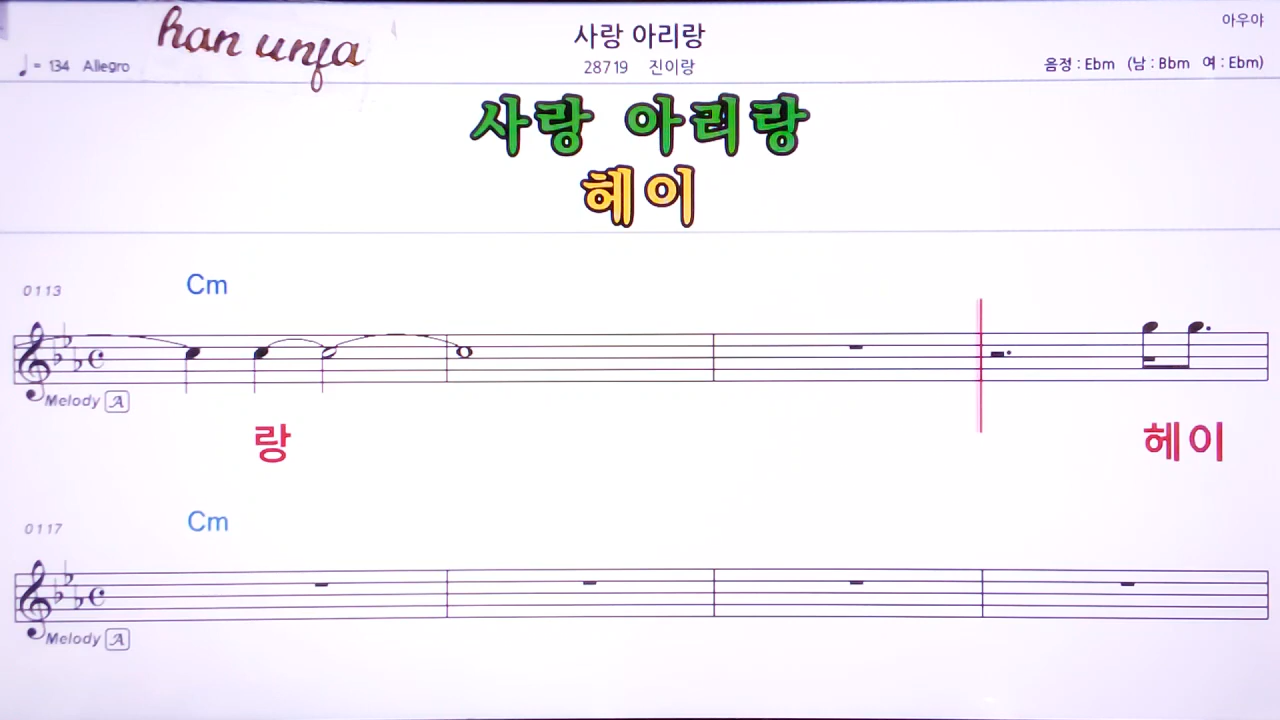 han unfa
사랑 아리랑
아우야
♩= 134 Allegro
28719 진이랑
음정 : Ebm (남 : Bbm 여 : Ebm)
사랑 아리랑
헤이
0113
Cm
Melody A
랑 헤이
0117
Cm
Melody A